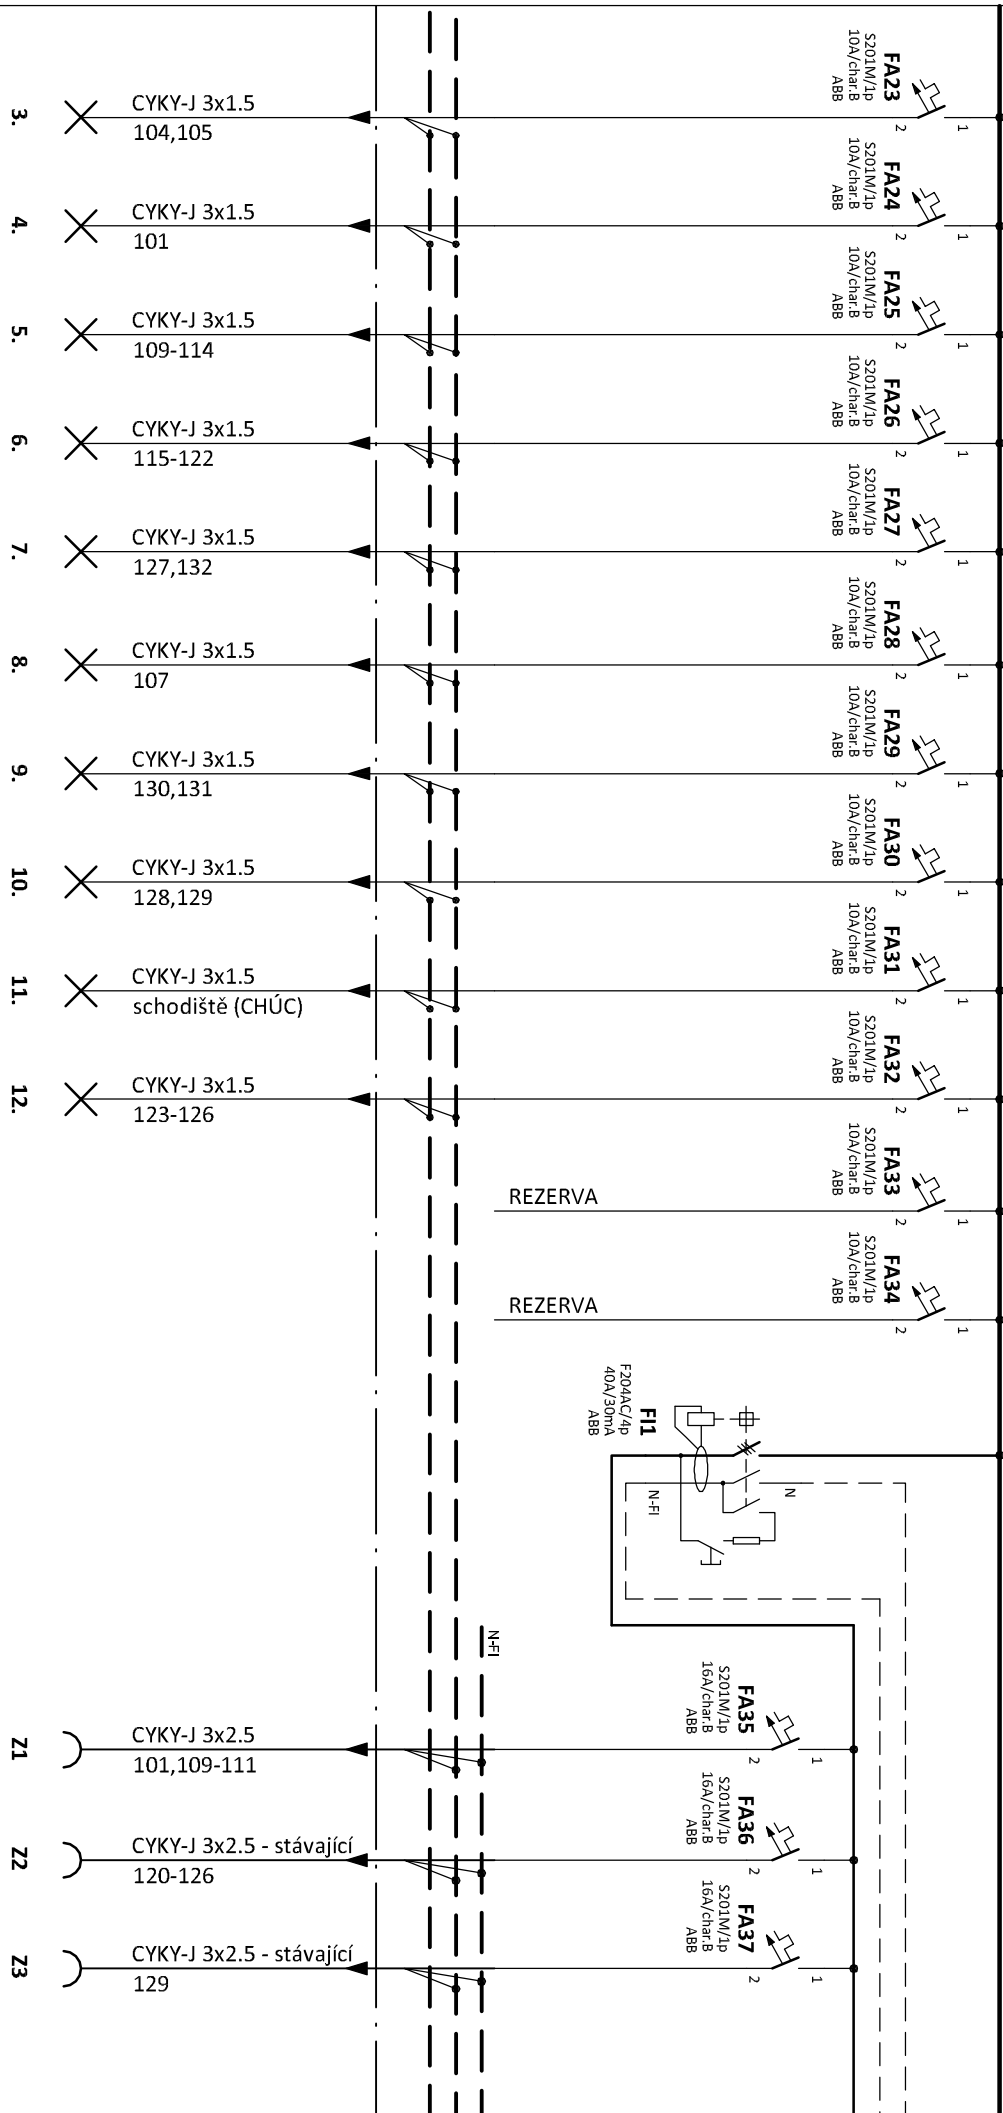 FA23
S201M/1p
10A/char.B
ABB
1
2
CYKY-J 3x1.5
104,105
3.
FA24
S201M/1p
10A/char.B
ABB
1
2
CYKY-J 3x1.5
101
4.
FA25
S201M/1p
10A/char.B
ABB
1
2
CYKY-J 3x1.5
109-114
5.
FA26
S201M/1p
10A/char.B
ABB
1
2
CYKY-J 3x1.5
115-122
6.
FA27
S201M/1p
10A/char.B
ABB
1
2
CYKY-J 3x1.5
127,132
7.
FA28
S201M/1p
10A/char.B
ABB
1
2
CYKY-J 3x1.5
107
8.
FA29
S201M/1p
10A/char.B
ABB
1
2
CYKY-J 3x1.5
130,131
9.
FA30
S201M/1p
10A/char.B
ABB
1
2
CYKY-J 3x1.5
128,129
10.
FA31
S201M/1p
10A/char.B
ABB
1
2
CYKY-J 3x1.5
schodiště (CHÚC)
11.
FA32
S201M/1p
10A/char.B
ABB
1
2
CYKY-J 3x1.5
123-126
12.
FA33
S201M/1p
10A/char.B
ABB
1
2
REZERVA
FA34
S201M/1p
10A/char.B
ABB
1
2
REZERVA
FI1
F204AC/4p
40A/30mA
ABB
N
N-FI
N-FI
FA35
S201M/1p
16A/char.B
ABB
1
2
CYKY-J 3x2.5
101,109-111
Z1
FA36
S201M/1p
16A/char.B
ABB
1
2
CYKY-J 3x2.5 - stávající
120-126
Z2
FA37
S201M/1p
16A/char.B
ABB
1
2
CYKY-J 3x2.5 - stávající
129
Z3